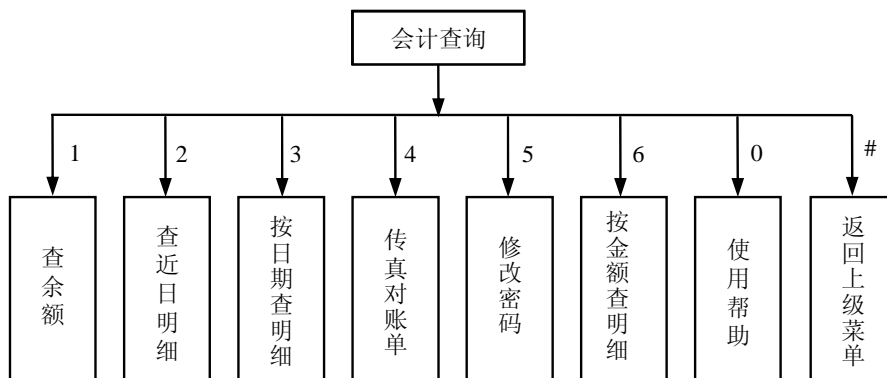 会计查询
1
2
3
4
5
6
0
#
查余额
查近日明细
按日期查明细
传真对账单
修改密码
按金额查明细
使用帮助
返回上级菜单